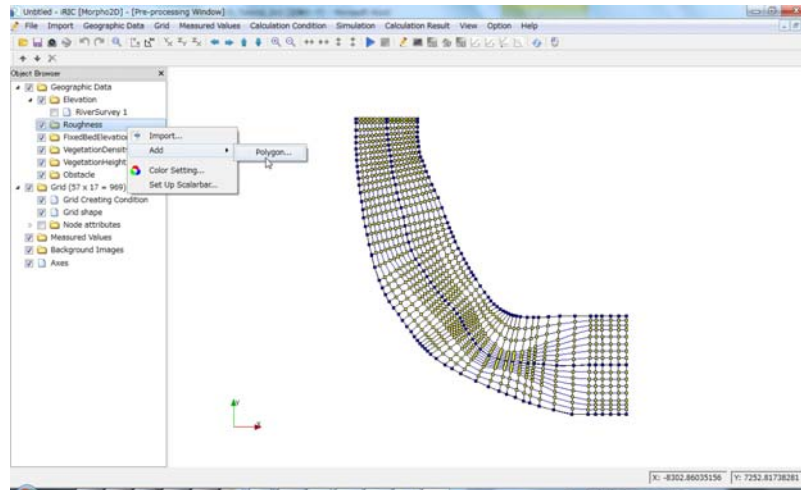 Untitled - iRIC [Morpho2D] - [Pre-processing Window]
File Import Geographic Data Grid Measured Values Calculation Condition Simulation Calculation Result View Option Help
Object Browser
Geographic Data
Elevation
RiverSurvey 1
Roughness
FixedBedElevation
VegetationDensit
VegetationHeight
Obstacle
Grid (57 x 17 = 969)
Grid Creating Condition
Grid shape
Node attributes
Measured Values
Background Images
Axes
Import...
Add
Color Setting...
Set Up Scalarbar...
Polygon...
Y
X
X: -8302.86035156 Y: 7252.81738281